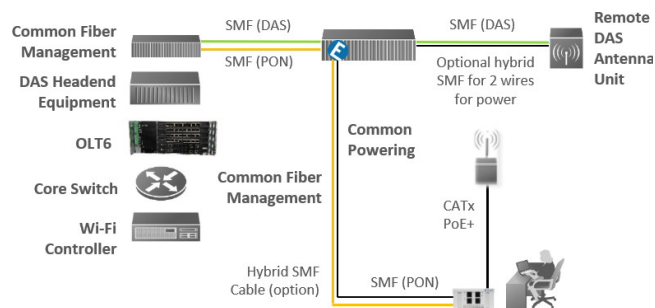 Common Fiber
Management
DAS Headend
Equipment
OLT6
Core Switch
Wi-Fi
Controller
SMF (DAS)
SMF (PON)
E
Common Fiber
Management
Common
Powering
SMF (DAS)
Optional hybrid
SMF for 2 wires
for power
Remote
DAS
Antenna
Unit
CATx
PoE+
Hybrid SMF
Cable (option)
SMF (PON)